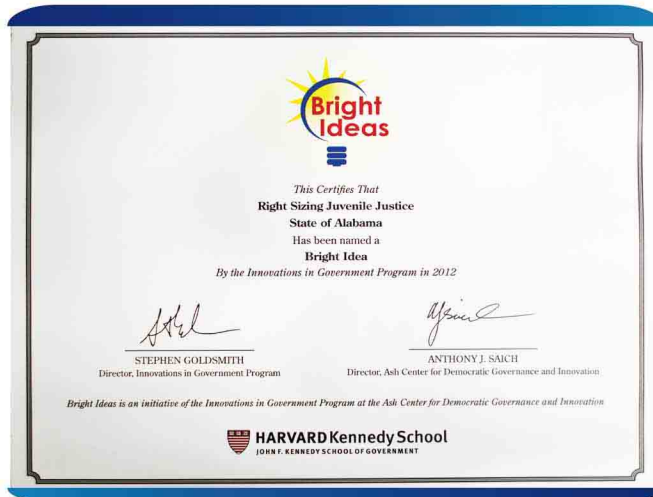 Bright
Ideas
This Certifies That
Right Sizing Juvenile Justice
State of Alabama
Has been named a
Bright Idea
By the Innovations in Government Program in 2012
STEPHEN GOLDSMITH
Director, Innovations in Government Program
ANTHONY J. SAICH
Director, Ash Center for Democratic Governance and Innovation
Bright Ideas is an initiative of the Innovations in Government Program at the Ash Center for Democratic Governance and Innovation
HARVARD Kennedy School
JOHN F. KENNEDY SCHOOL OF GOVERNMENT